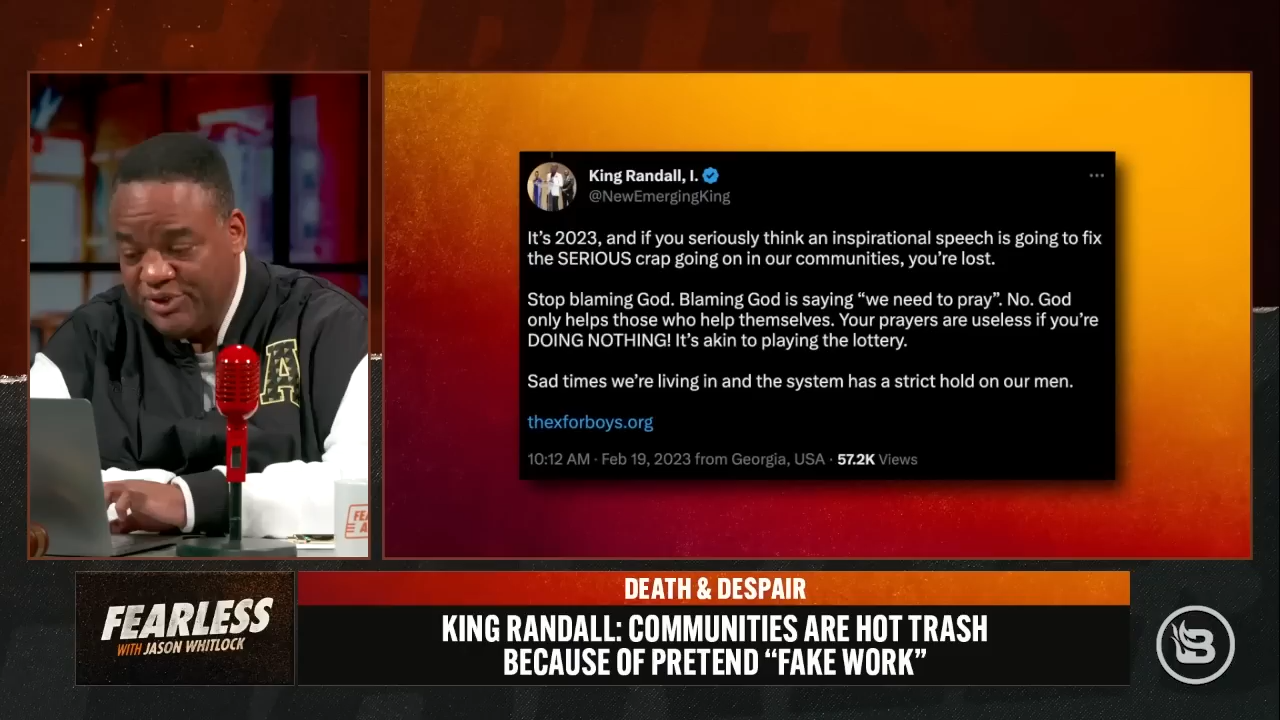 King Randall, I.
@NewEmergingKing
It's 2023, and if you seriously think an inspirational speech is going to fix
the SERIOUS crap going on in our communities, you're lost.
Stop blaming God. Blaming God is saying “we need to pray”. No. God
only helps those who help themselves. Your prayers are useless if you're
DOING NOTHING! It's akin to playing the lottery.
Sad times we're living in and the system has a strict hold on our men.
thexforboys.org
10:12 AM · Feb 19, 2023 from Georgia, USA · 57.2K Views
A
DEATH & DESPAIR
FEARLESS
WITH JASON WHITLOCK
KING RANDALL: COMMUNITIES ARE HOT TRASH
BECAUSE OF PRETEND “FAKE WORK”
B